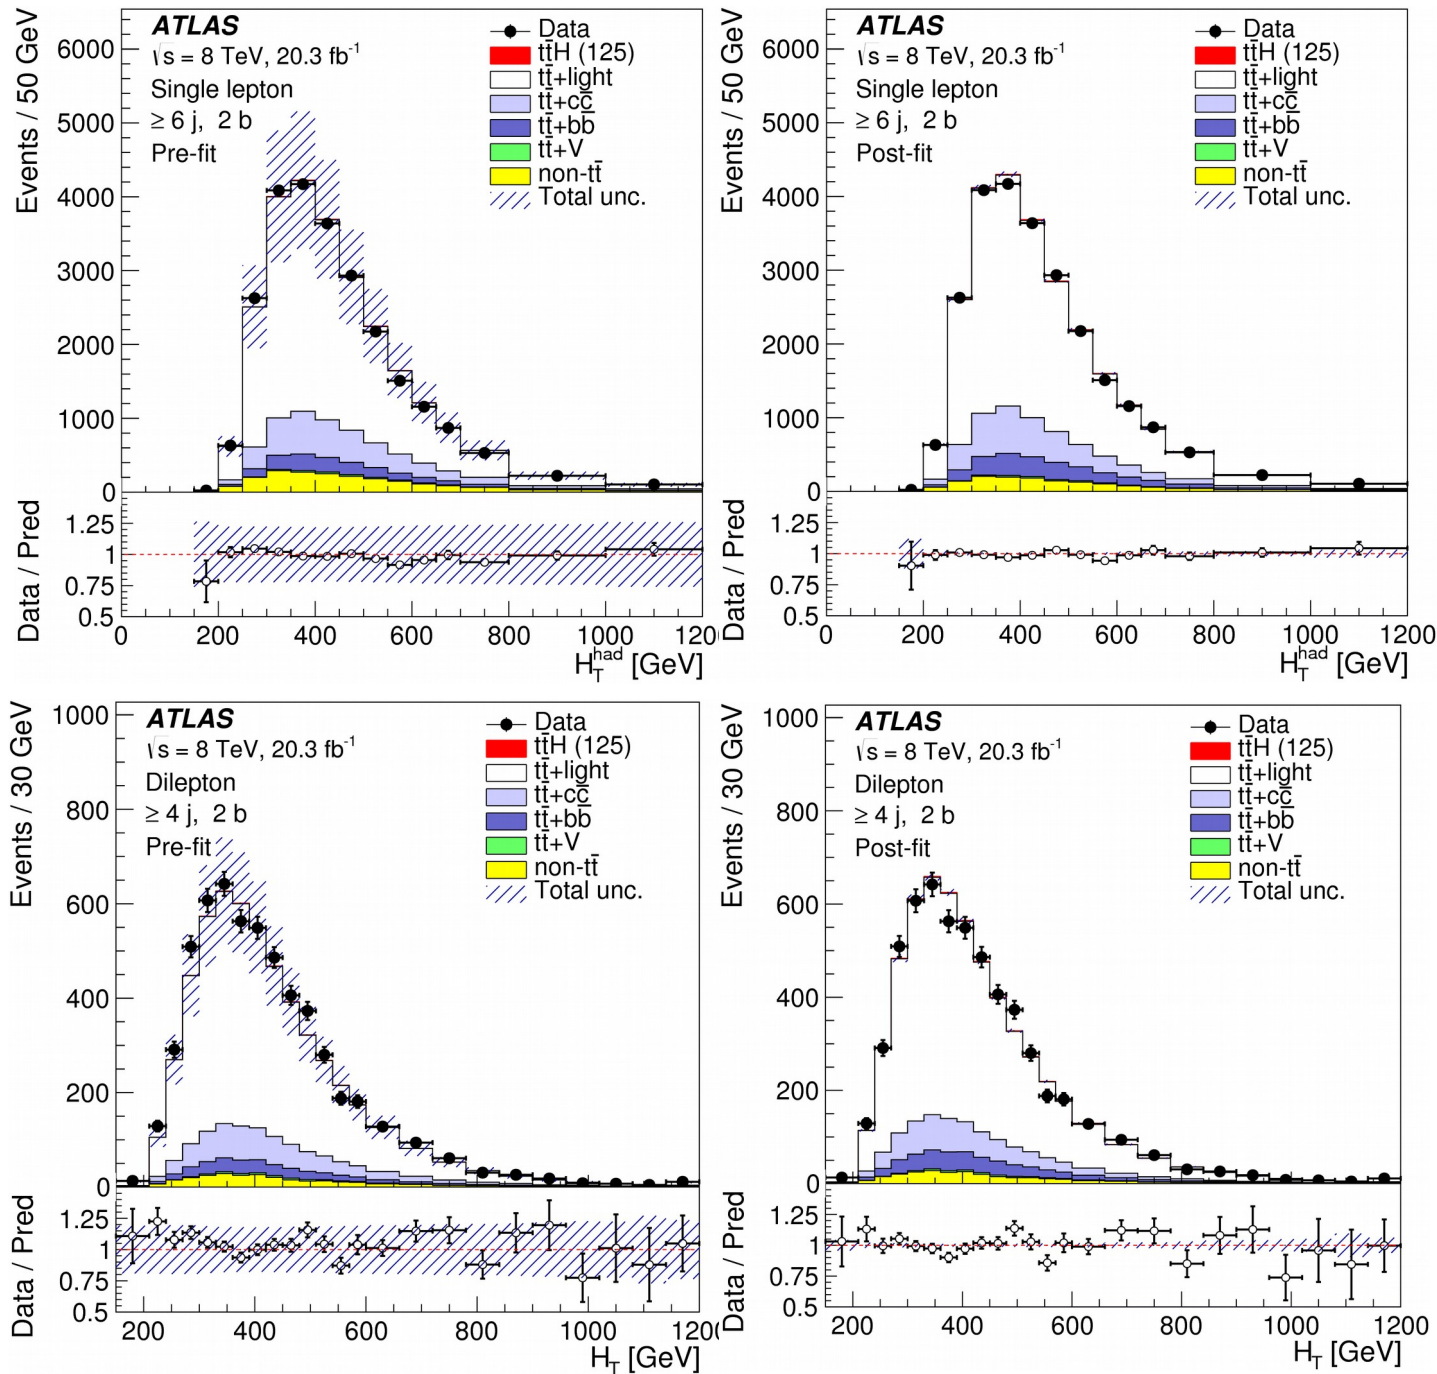 ATLAS
√s = 8 TeV, 20.3 fb⁻¹
Single lepton
≥ 6 j, 2 b
Pre-fit
Data
tt̄H (125)
tt̄+light
tt̄+cc̄
tt̄+bb̄
tt̄+V
non-tt̄
Total unc.
Events / 50 GeV
6000
5000
4000
3000
2000
1000
0
Data / Pred
1.25
1
0.75
0.5
0 200 400 600 800 1000 1200
H_T^had [GeV]
ATLAS
√s = 8 TeV, 20.3 fb⁻¹
Single lepton
≥ 6 j, 2 b
Post-fit
Data
tt̄H (125)
tt̄+light
tt̄+cc̄
tt̄+bb̄
tt̄+V
non-tt̄
Total unc.
Events / 50 GeV
6000
5000
4000
3000
2000
1000
0
Data / Pred
1.25
1
0.75
0.5
0 200 400 600 800 1000 1200
H_T^had [GeV]
ATLAS
√s = 8 TeV, 20.3 fb⁻¹
Dilepton
≥ 4 j, 2 b
Pre-fit
Data
tt̄H (125)
tt̄+light
tt̄+cc̄
tt̄+bb̄
tt̄+V
non-tt̄
Total unc.
Events / 30 GeV
1000
800
600
400
200
0
Data / Pred
1.25
1
0.75
0.5
200 400 600 800 1000 1200
H_T [GeV]
ATLAS
√s = 8 TeV, 20.3 fb⁻¹
Dilepton
≥ 4 j, 2 b
Post-fit
Data
tt̄H (125)
tt̄+light
tt̄+cc̄
tt̄+bb̄
tt̄+V
non-tt̄
Total unc.
Events / 30 GeV
1000
800
600
400
200
0
Data / Pred
1.25
1
0.75
0.5
200 400 600 800 1000 1200
H_T [GeV]